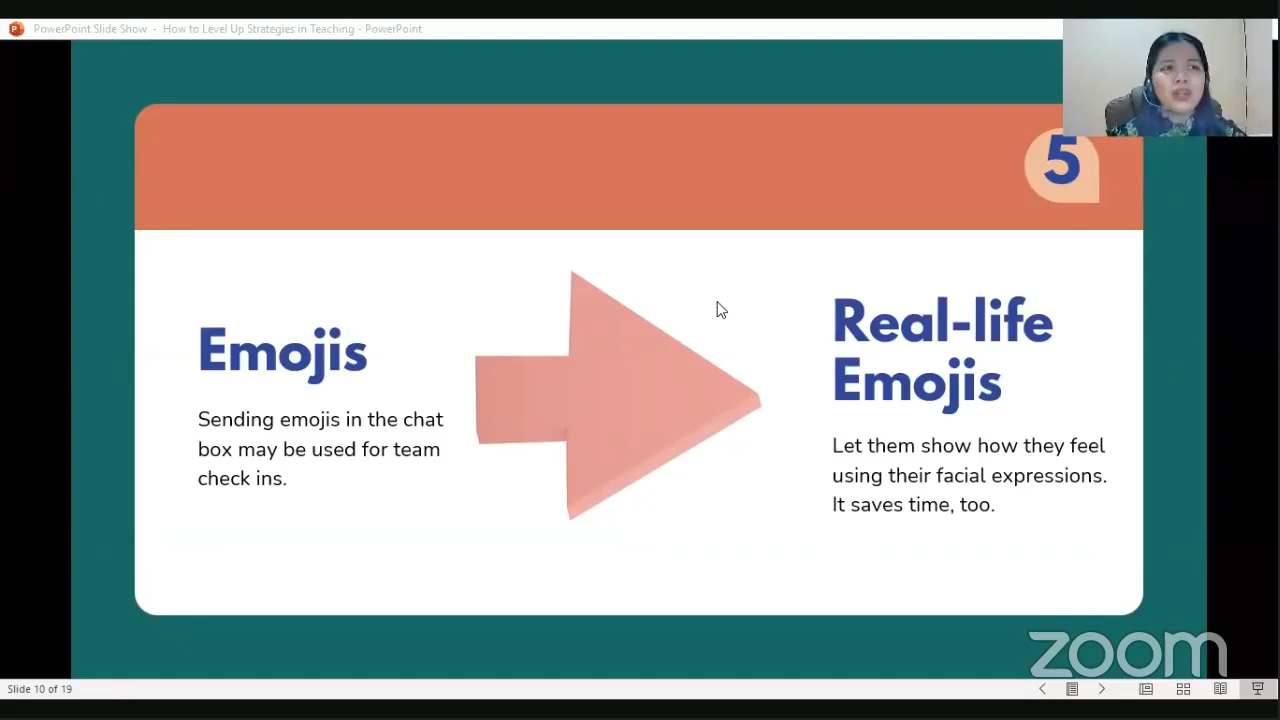 PowerPoint Slide Show - How to Level Up Strategies in Teaching - PowerPoint
5
Emojis
Sending emojis in the chat
box may be used for team
check ins.
Real-life
Emojis
Let them show how they feel
using their facial expressions.
It saves time, too.
zoom
Slide 10 of 19